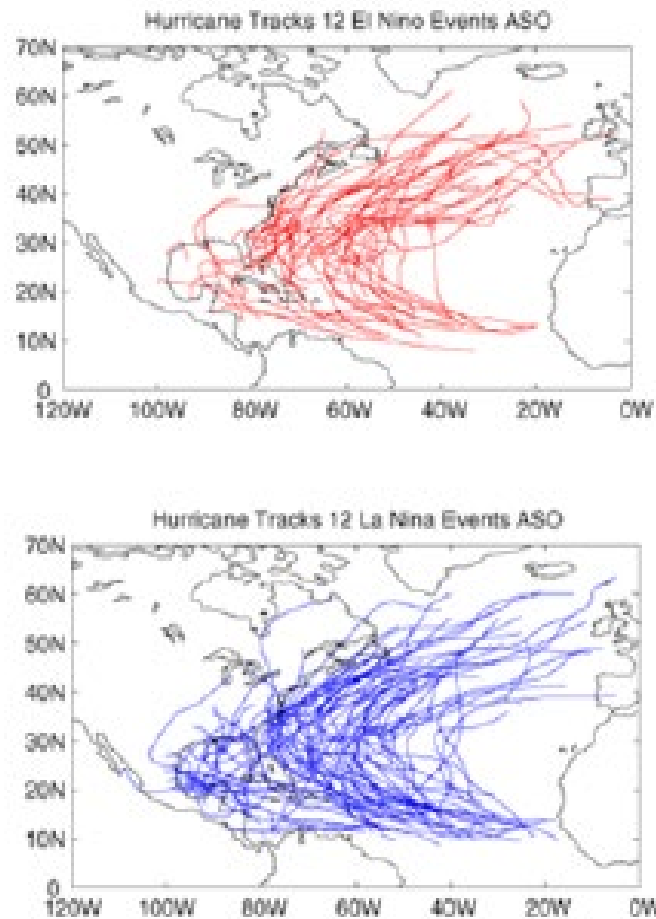 Hurricane Tracks 12 El Nino Events ASO
70N
60N
50N
40N
30N
20N
10N
0
120W 100W 80W 60W 40W 20W 0W
Hurricane Tracks 12 La Nina Events ASO
70N
60N
50N
40N
30N
20N
10N
0
120W 100W 80W 60W 40W 20W 0W